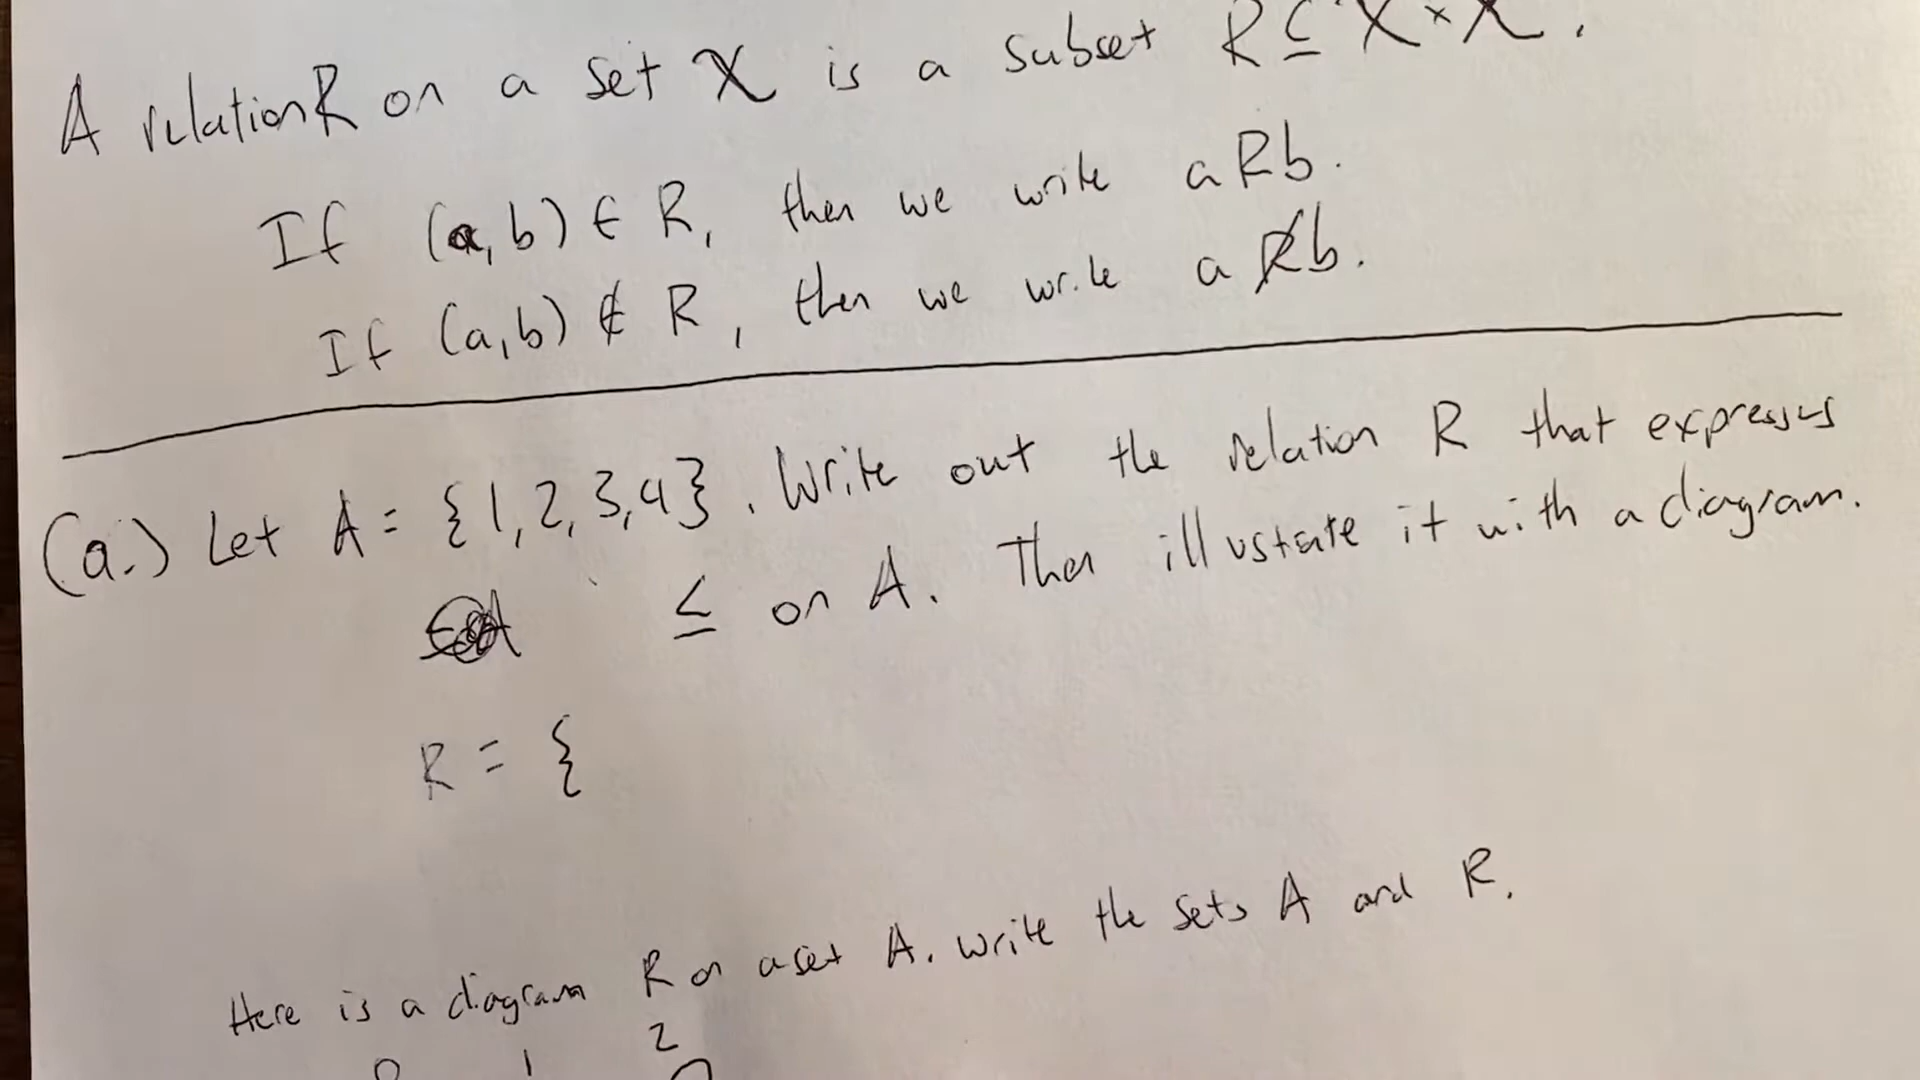 A relation R on a set X is a subset R ⊆ X × X.
If (a, b) ∈ R, then we write a R b.
If (a, b) ∉ R, then we write a R̸ b.
(a.) Let A = {1, 2, 3, 4}. Write out the relation R that expresses
≤ on A. Then illustrate it with a diagram.
R = {
Here is a diagram R on a set A. Write the sets A and R.
1 2